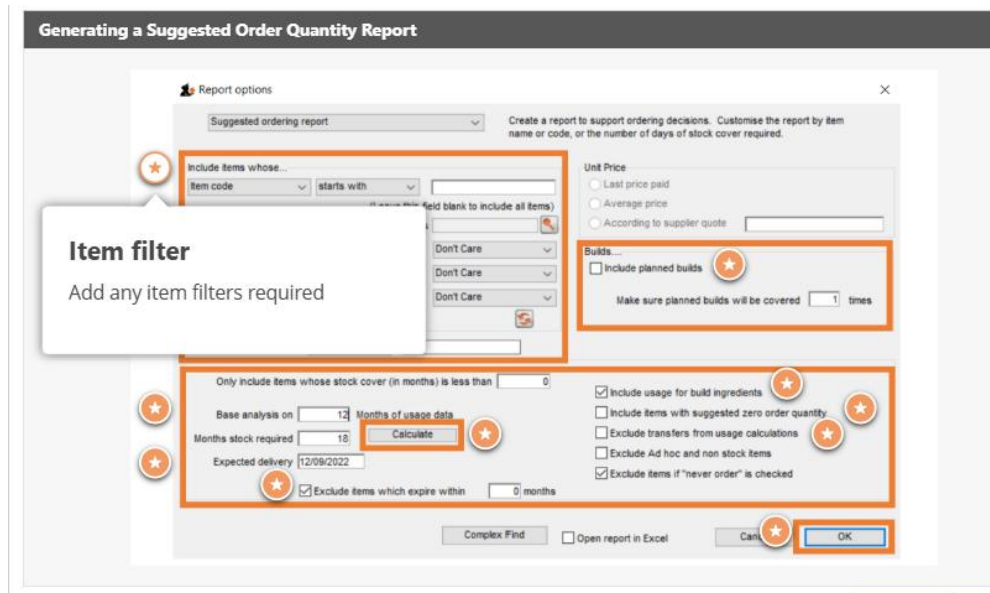 Generating a Suggested Order Quantity Report
Report options
Suggested ordering report
Create a report to support ordering decisions. Customise the report by item
name or code, or the number of days of stock cover required.
Include items whose...
Item code
starts with
field blank to include all items)
Don't Care
Don't Care
Don't Care
Item filter
Add any item filters required
Unit Price
Last price paid
Average price
According to supplier quote
Builds....
Include planned builds
Make sure planned builds will be covered 1 times
Only include items whose stock cover (in months) is less than 0
Base analysis on 12 Months of usage data
Months stock required 18 Calculate
Expected delivery 12/09/2022
Exclude items which expire within 0 months
Include usage for build ingredients
Include items with suggested zero order quantity
Exclude transfers from usage calculations
Exclude Ad hoc and non stock items
Exclude items if "never order" is checked
Complex Find
Open report in Excel
OK